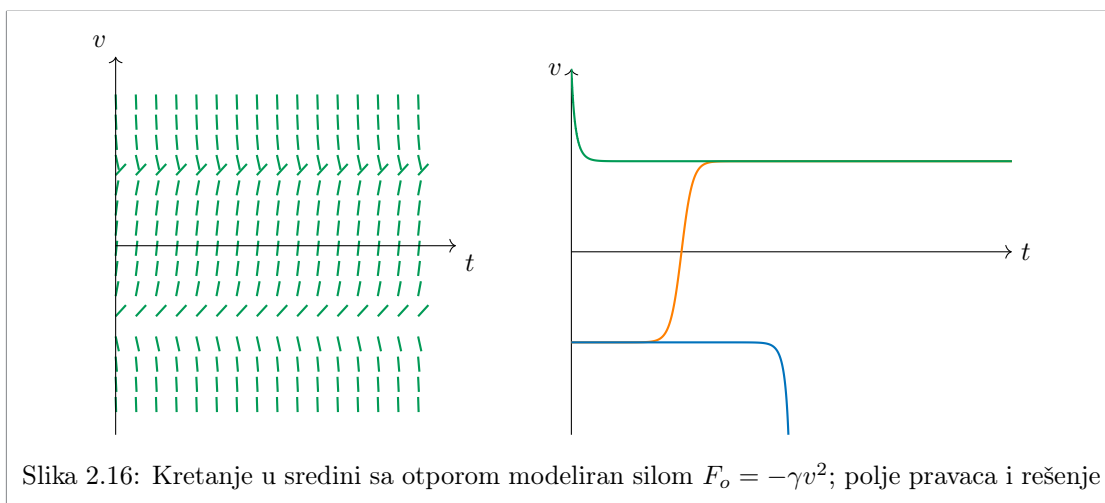 v
t
v
t
Slika 2.16: Kretanje u sredini sa otporom modeliran silom $F_o = -\gamma v^2$; polje pravaca i rešenje